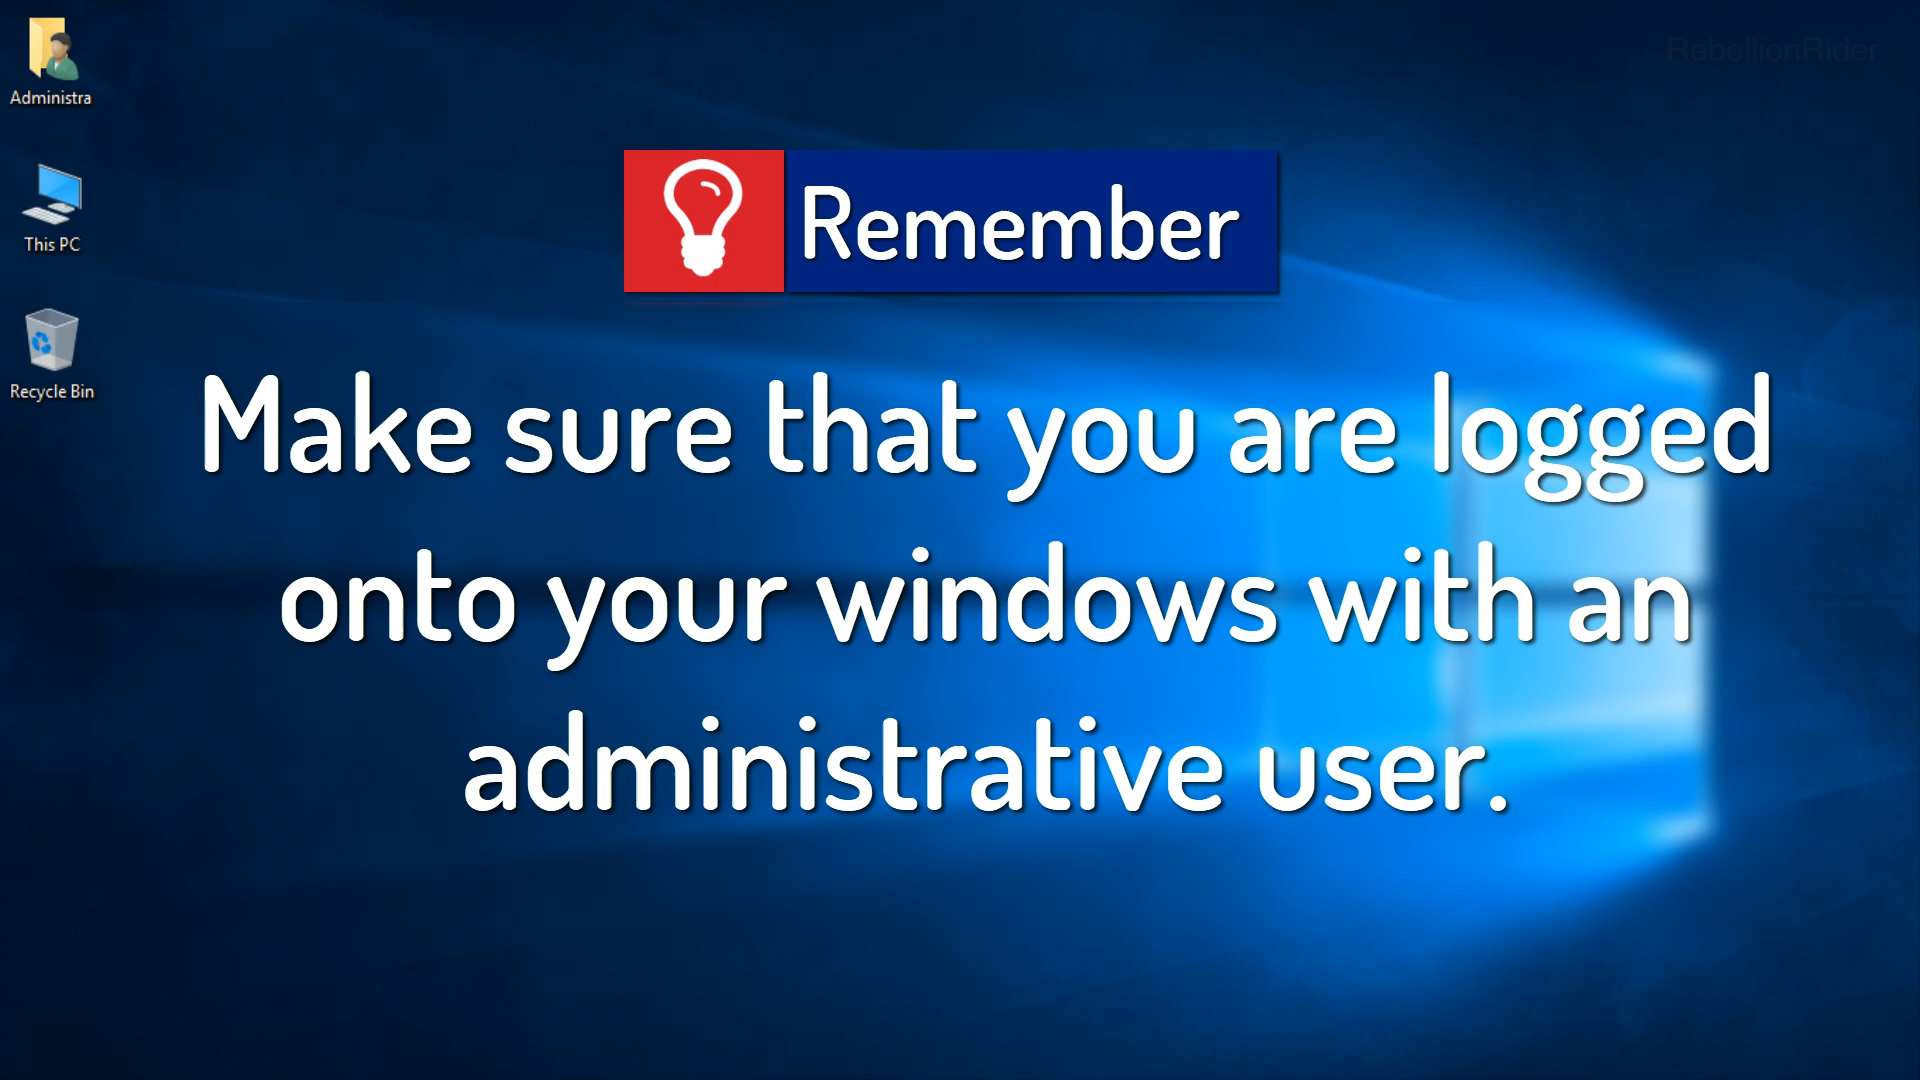 RebellionRider
Administra
This PC
Recycle Bin
Remember
Make sure that you are logged
onto your windows with an
administrative user.